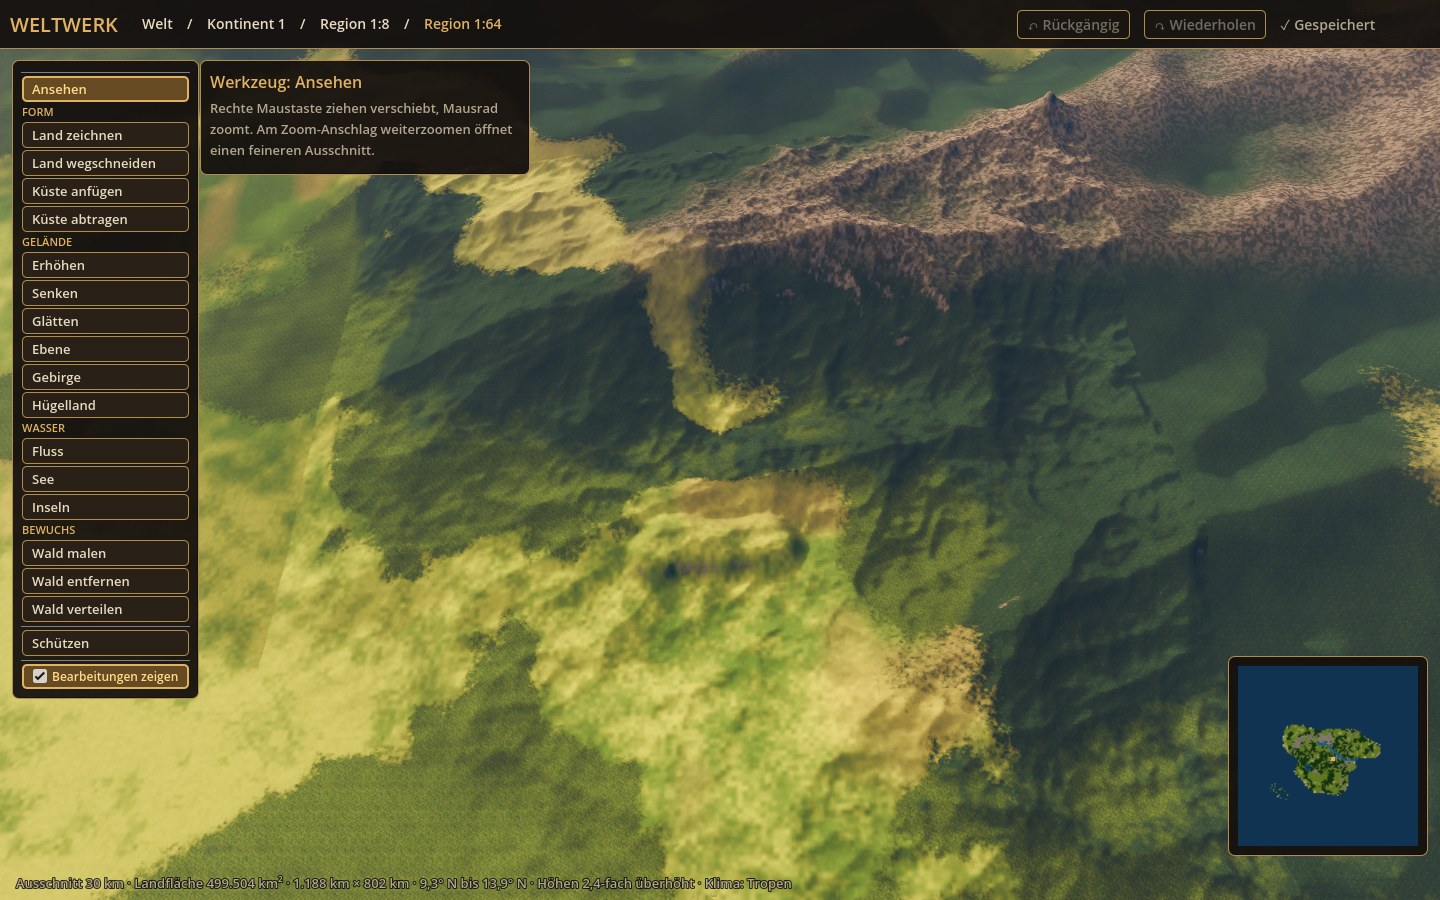 WELTWERK Welt / Kontinent 1 / Region 1:8 / Region 1:64 Rückgängig Wiederholen ✓ Gespeichert
Ansehen
FORM
Land zeichnen
Land wegschneiden
Küste anfügen
Küste abtragen
GELÄNDE
Erhöhen
Senken
Glätten
Ebene
Gebirge
Hügelland
WASSER
Fluss
See
Inseln
BEWUCHS
Wald malen
Wald entfernen
Wald verteilen
Schützen
Bearbeitungen zeigen
Werkzeug: Ansehen
Rechte Maustaste ziehen verschiebt, Mausrad
zoomt. Am Zoom-Anschlag weiterzoomen öffnet
einen feineren Ausschnitt.
Ausschnitt 30 km · Landfläche 499.504 km² · 1.188 km × 802 km · 9,3° N bis 13,9° N · Höhen 2,4-fach überhöht · Klima: Tropen